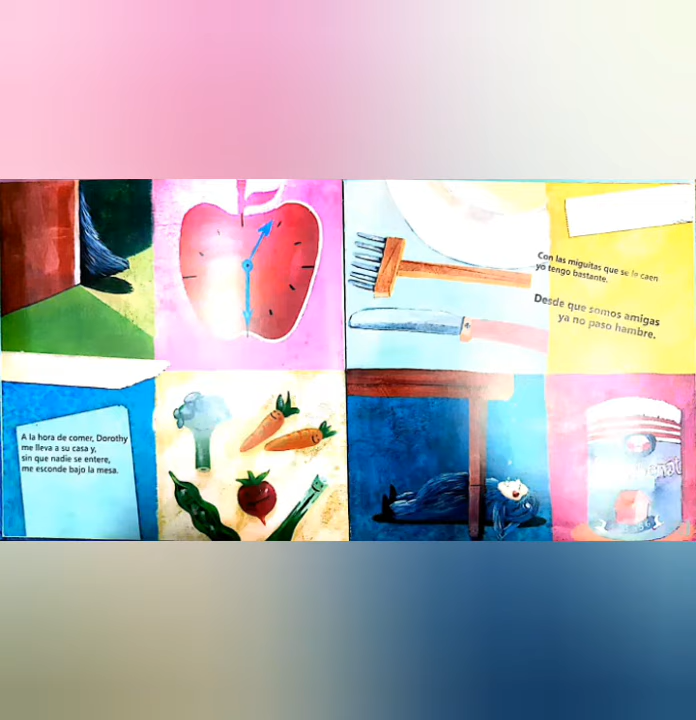 A la hora de comer, Dorothy
me lleva a su casa y,
sin que nadie se entere,
me esconde bajo la mesa.
Con las miguitas que se le caen
yo tengo bastante.
Desde que somos amigas
ya no paso hambre.